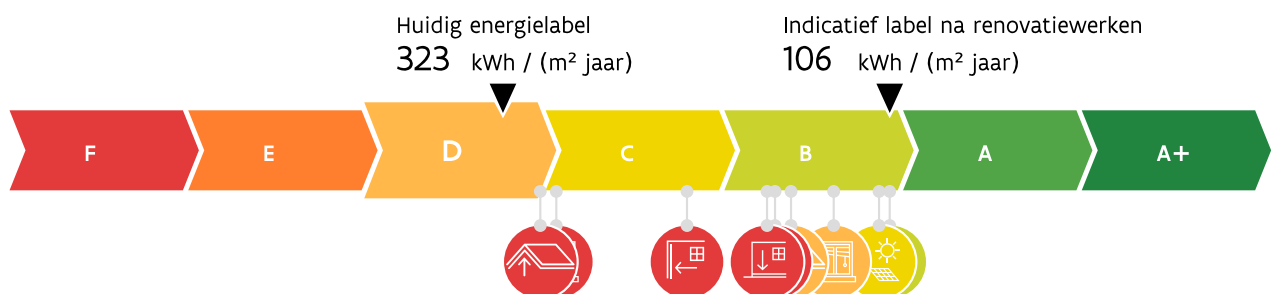 Huidig energielabel
323 kWh / (m² jaar)
Indicatief label na renovatiewerken
106 kWh / (m² jaar)
F
E
D
C
B
A
A+